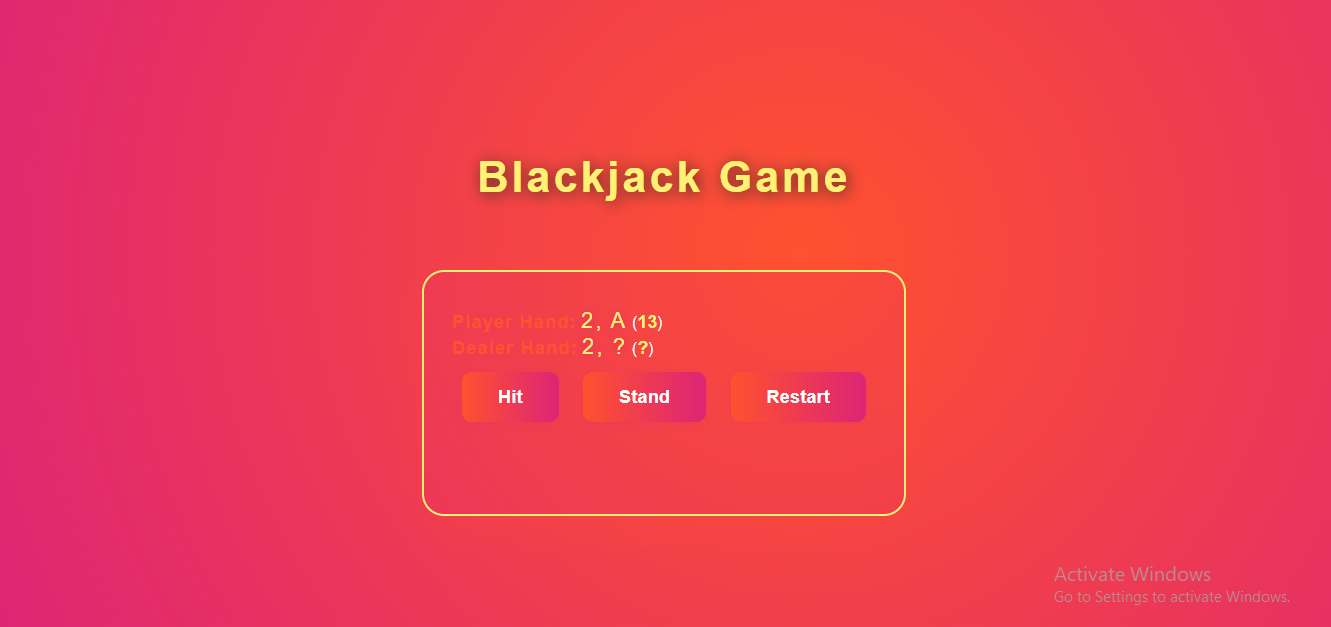 Blackjack Game
Player Hand: 2, A (13)
Dealer Hand: 2, ? (?)
Hit Stand Restart
Activate Windows
Go to Settings to activate Windows.